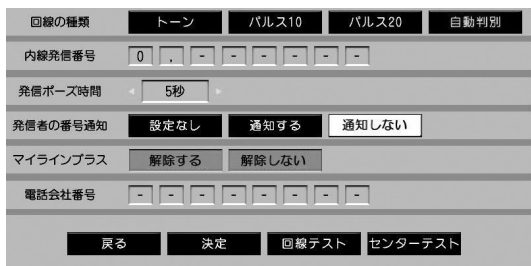 回線の種類 トーン パルス10 パルス20 自動判別
内線発信番号 0 . - - - - - -
発信ポーズ時間 5秒
発信者の番号通知 設定なし 通知する 通知しない
マイラインプラス 解除する 解除しない
電話会社番号 - - - - - - - -
戻る 決定 回線テスト センターテスト